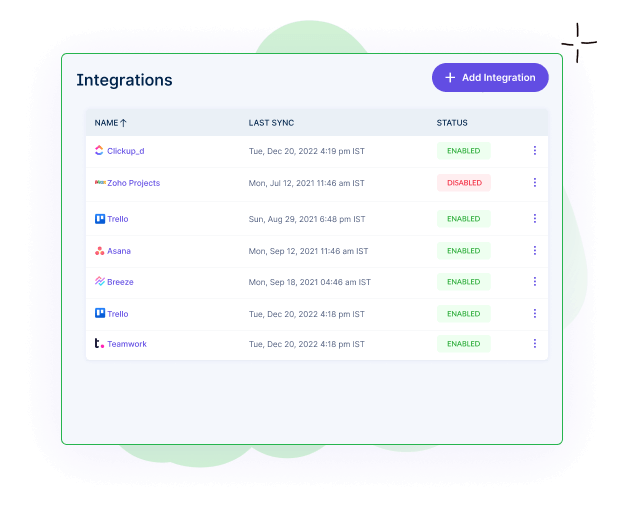 Integrations
Add Integration
NAME LAST SYNC STATUS
Clickup_d Tue, Dec 20, 2022 4:19 pm IST ENABLED
Zoho Projects Mon, Jul 12, 2021 11:46 am IST DISABLED
Trello Sun, Aug 29, 2021 6:48 pm IST ENABLED
Asana Mon, Sep 12, 2021 11:46 am IST ENABLED
Breeze Mon, Sep 18, 2021 04:46 am IST ENABLED
Trello Tue, Dec 20, 2022 4:18 pm IST ENABLED
Teamwork Tue, Dec 20, 2022 4:18 pm IST ENABLED